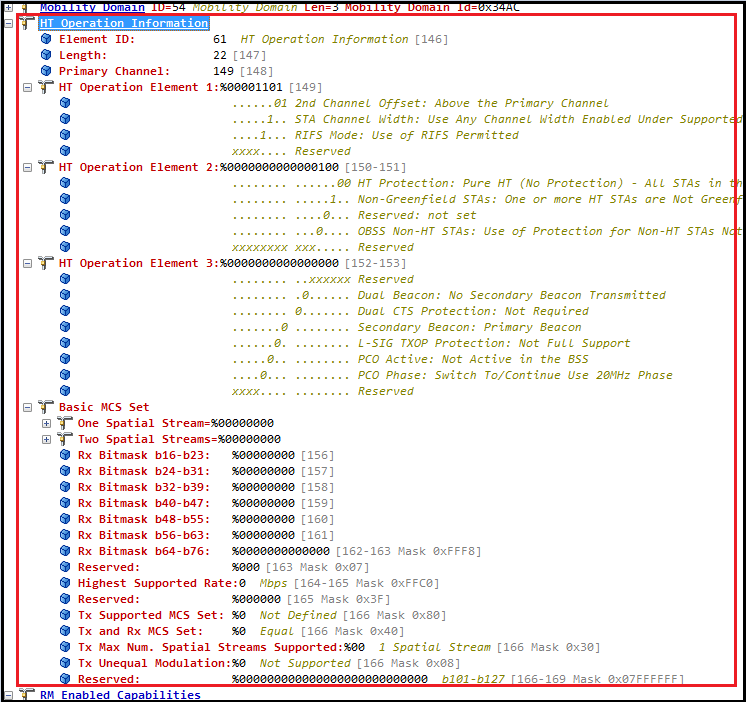 Mobility Domain ID=54 Mobility Domain Len=3 Mobility Domain Id=0x34AC
HT Operation Information
Element ID: 61 HT Operation Information [146]
Length: 22 [147]
Primary Channel: 149 [148]
HT Operation Element 1:%00001101 [149]
......01 2nd Channel Offset: Above the Primary Channel
.....1.. STA Channel Width: Use Any Channel Width Enabled Under Supported
....1... RIFS Mode: Use of RIFS Permitted
xxxx.... Reserved
HT Operation Element 2:%0000000000000100 [150-151]
........ ......00 HT Protection: Pure HT (No Protection) - All STAs in th
........ .....1.. Non-Greenfield STAs: One or more HT STAs are Not Greenf
........ ....0... Reserved: not set
........ ...0.... OBSS Non-HT STAs: Use of Protection for Non-HT STAs Not
xxxxxxxx xxx..... Reserved
HT Operation Element 3:%0000000000000000 [152-153]
........ ..xxxxxx Reserved
........ .0...... Dual Beacon: No Secondary Beacon Transmitted
........ 0....... Dual CTS Protection: Not Required
.......0 ........ Secondary Beacon: Primary Beacon
......0. ........ L-SIG TXOP Protection: Not Full Support
.....0.. ........ PCO Active: Not Active in the BSS
....0... ........ PCO Phase: Switch To/Continue Use 20MHz Phase
xxxx.... ........ Reserved
Basic MCS Set
One Spatial Stream=%00000000
Two Spatial Streams=%00000000
Rx Bitmask b16-b23: %00000000 [156]
Rx Bitmask b24-b31: %00000000 [157]
Rx Bitmask b32-b39: %00000000 [158]
Rx Bitmask b40-b47: %00000000 [159]
Rx Bitmask b48-b55: %00000000 [160]
Rx Bitmask b56-b63: %00000000 [161]
Rx Bitmask b64-b76: %0000000000000 [162-163 Mask 0xFFF8]
Reserved: %000 [163 Mask 0x07]
Highest Supported Rate:0 Mbps [164-165 Mask 0xFFC0]
Reserved: %000000 [165 Mask 0x3F]
Tx Supported MCS Set: %0 Not Defined [166 Mask 0x80]
Tx and Rx MCS Set: %0 Equal [166 Mask 0x40]
Tx Max Num. Spatial Streams Supported:%00 1 Spatial Stream [166 Mask 0x30]
Tx Unequal Modulation:%0 Not Supported [166 Mask 0x08]
Reserved: %000000000000000000000000000 b101-b127 [166-169 Mask 0x07FFFFFF]
RM Enabled Capabilities